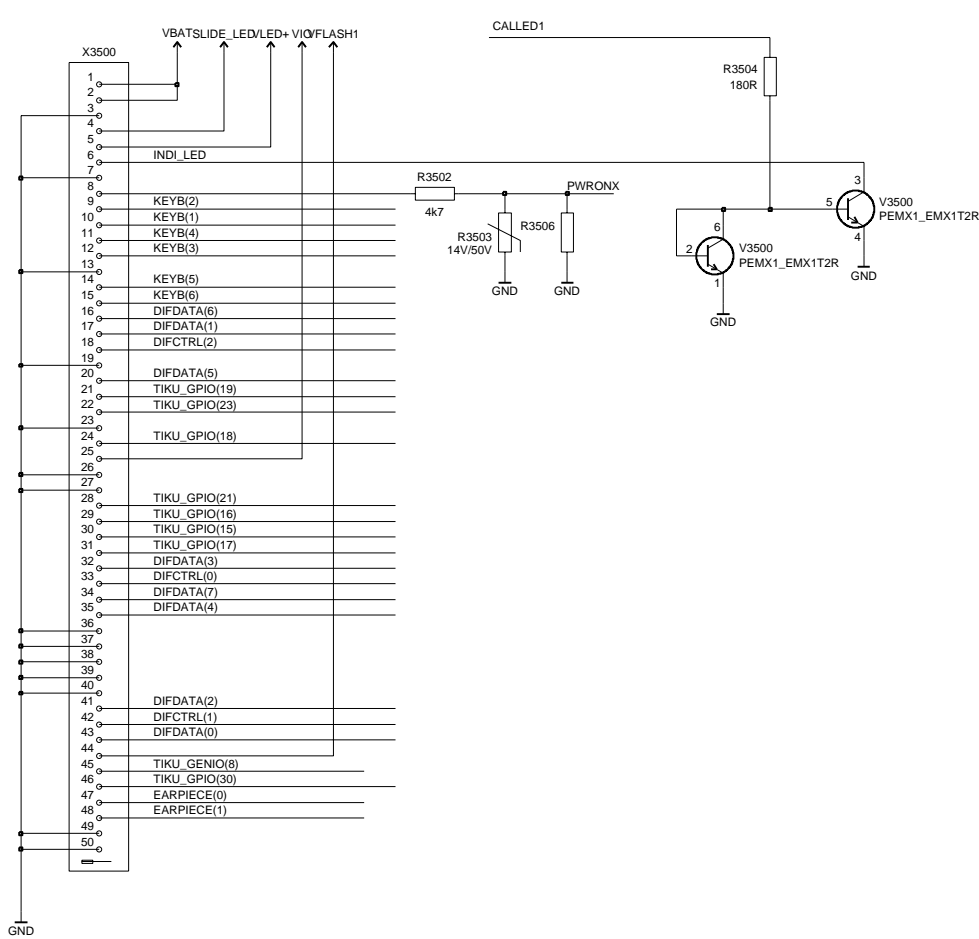 CALLED1
VBAT SLIDE_LED VLED+ VIO VFLASH1
X3500
R3504
180R
1
2
3
4
5
6 INDI_LED
7
8
R3502
4k7
PWRONX
R3503
14V/50V
R3506
GND
GND
3
5
4
V3500
PEMX1_EMX1T2R
GND
6
2
1
V3500
PEMX1_EMX1T2R
GND
9 KEYB(2)
10 KEYB(1)
11 KEYB(4)
12 KEYB(3)
13
14 KEYB(5)
15 KEYB(6)
16 DIFDATA(6)
17 DIFDATA(1)
18 DIFCTRL(2)
19
20 DIFDATA(5)
21 TIKU_GPIO(19)
22 TIKU_GPIO(23)
23
24 TIKU_GPIO(18)
25
26
27
28 TIKU_GPIO(21)
29 TIKU_GPIO(16)
30 TIKU_GPIO(15)
31 TIKU_GPIO(17)
32 DIFDATA(3)
33 DIFCTRL(0)
34 DIFDATA(7)
35 DIFDATA(4)
36
37
38
39
40
41 DIFDATA(2)
42 DIFCTRL(1)
43 DIFDATA(0)
44
45 TIKU_GENIO(8)
46 TIKU_GPIO(30)
47 EARPIECE(0)
48 EARPIECE(1)
49
50
GND